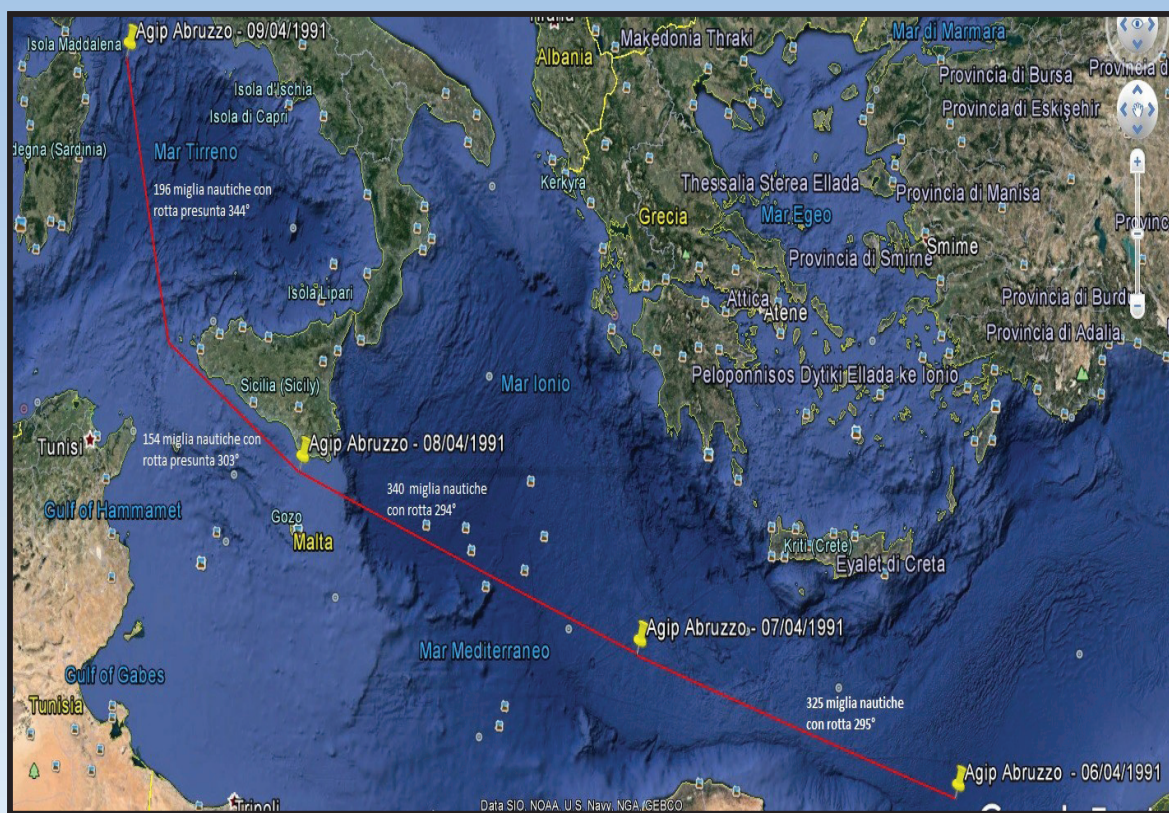 Isola Maddalena
Agip Abruzzo - 09/04/1991
Albania
Makedonia Thraki
Mar di Marmara
Provincia di Bursa
Provincia di Eskişehir
Isola d'Ischia
Isola di Capri
degna (Sardinia)
Mar Tirreno
196 miglia nautiche con
rotta presunta 344°
Kerkyra
Thessalia Sterea Ellada
Provincia di Manisa
Grecia
Mar Egeo
Smirne
Provincia di Smirne
Isola Lipari
Attica
Atene
Provincia di Burdu
Provincia di Adalia
Sicilia (Sicily)
Mar Ionio
Peloponnisos Dytiki Ellada ke Ionio
Tunisi
154 miglia nautiche con
rotta presunta 303°
Agip Abruzzo - 08/04/1991
340 miglia nautiche
con rotta 294°
Gulf of Hammamet
Gozo
Malta
Kriti (Crete)
Eyalet di Creta
Agip Abruzzo - 07/04/1991
Mar Mediterraneo
Gulf of Gabes
Tunisia
325 miglia nautiche
con rotta 295°
Agip Abruzzo - 06/04/1991
Tripoli
Data SIO, NOAA, U.S. Navy, NGA, GEBCO